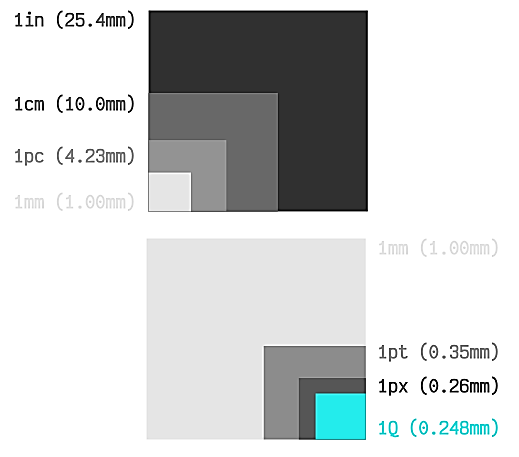 1in (25.4mm)
1cm (10.0mm)
1pc (4.23mm)
1mm (1.00mm)
1mm (1.00mm)
1pt (0.35mm)
1px (0.26mm)
1Q (0.248mm)